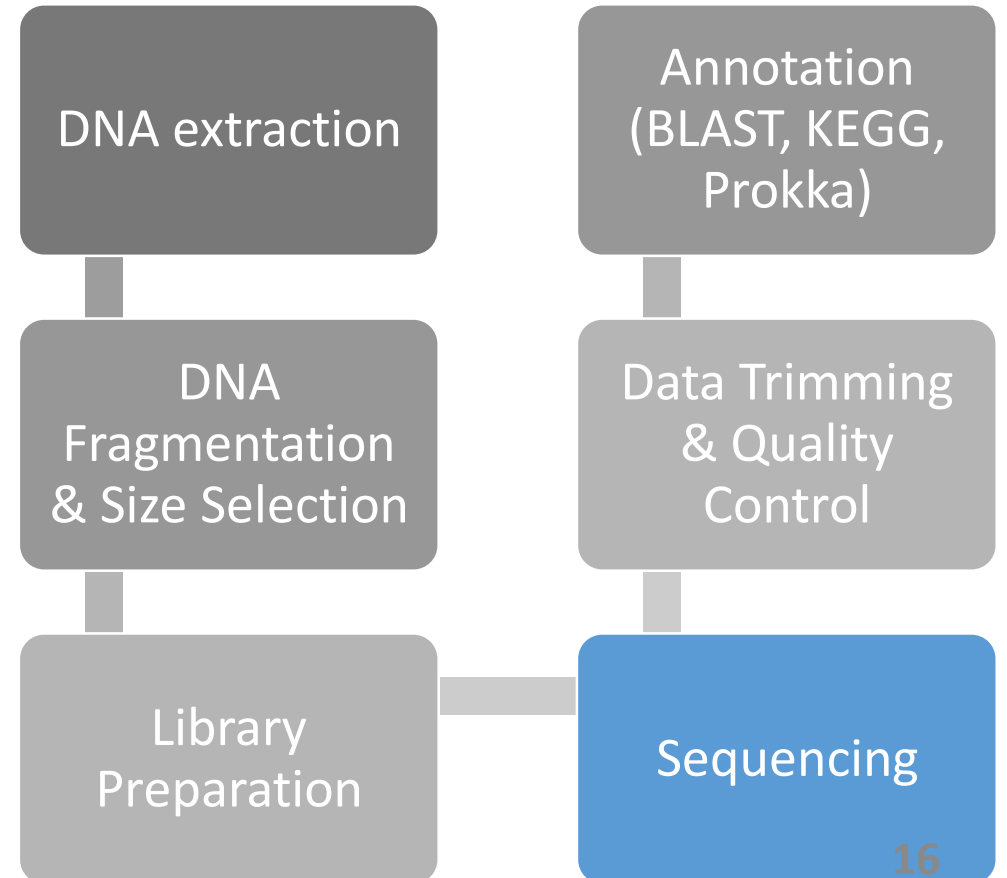 DNA extraction
DNA
Fragmentation
& Size Selection
Library
Preparation
Sequencing
Data Trimming
& Quality
Control
Annotation
(BLAST, KEGG,
Prokka)
16